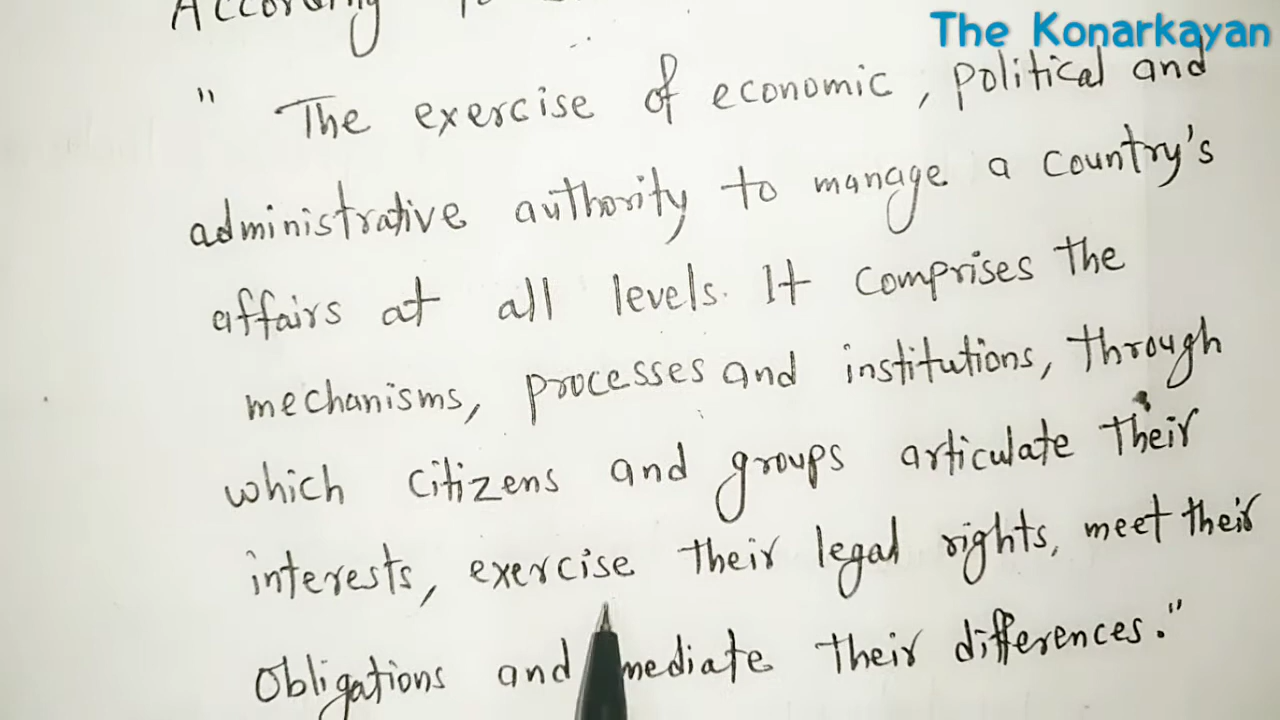 According
The Konarkayan
" The exercise of economic, political and
administrative authority to manage a country's
affairs at all levels. It comprises the
mechanisms, processes and institutions, through
which citizens and groups articulate their
interests, exercise their legal rights, meet their
obligations and mediate their differences."